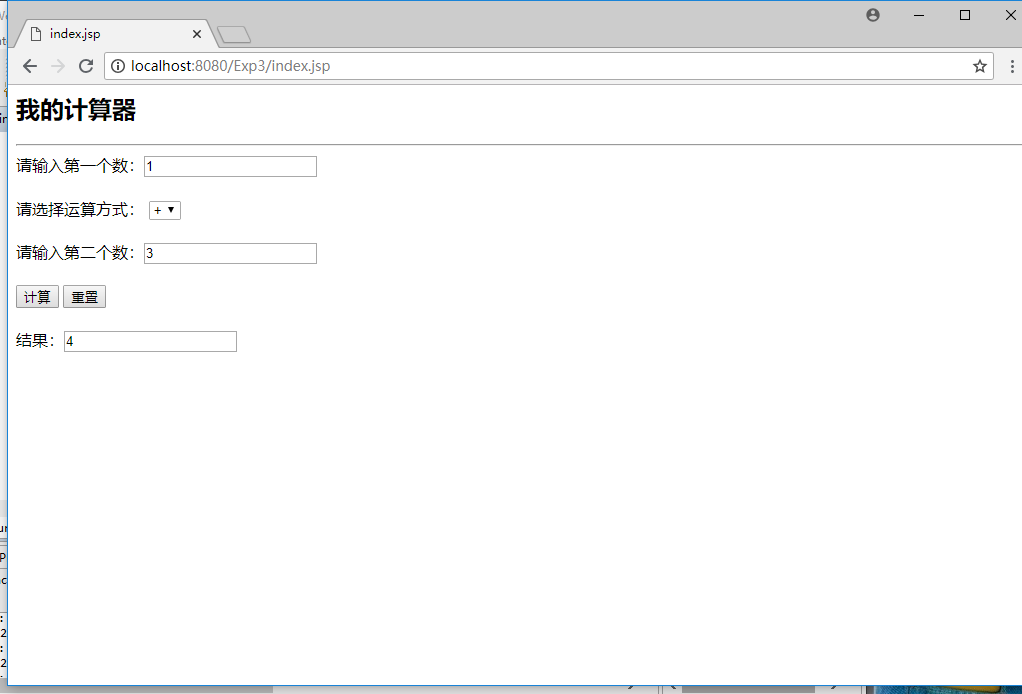 index.jsp
localhost:8080/Exp3/index.jsp
我的计算器
请输入第一个数：1
请选择运算方式： +
请输入第二个数：3
计算 重置
结果：4